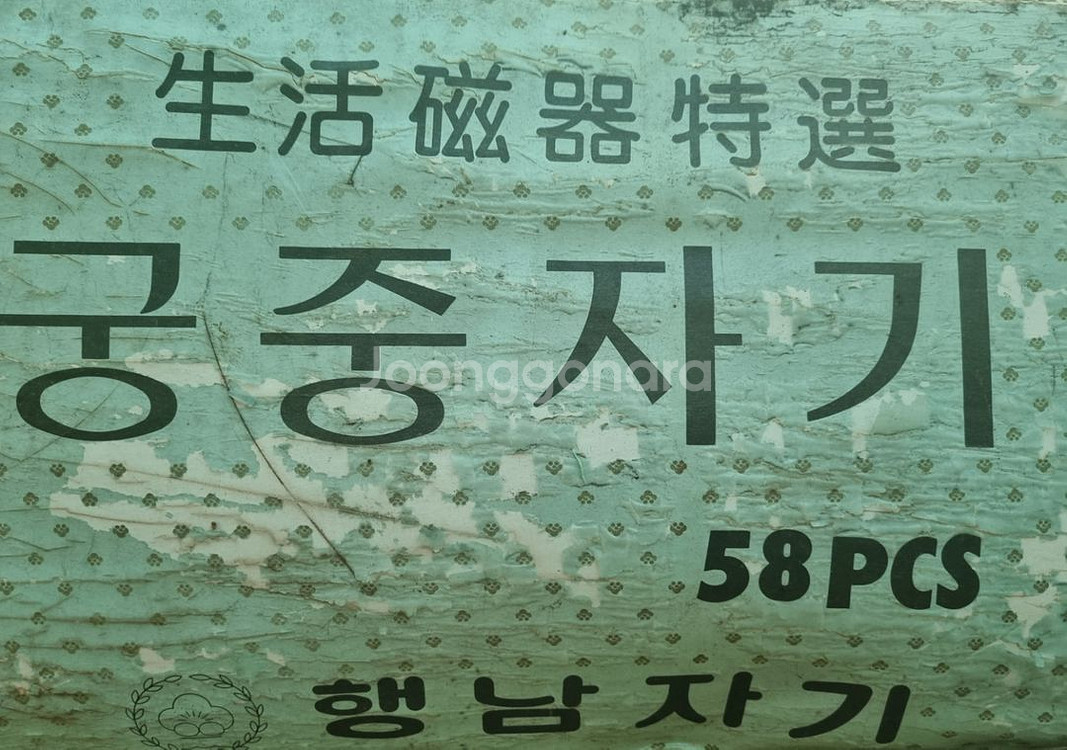 生活磁器特選
궁중자기
Joonggonara
58PCS
행남자기